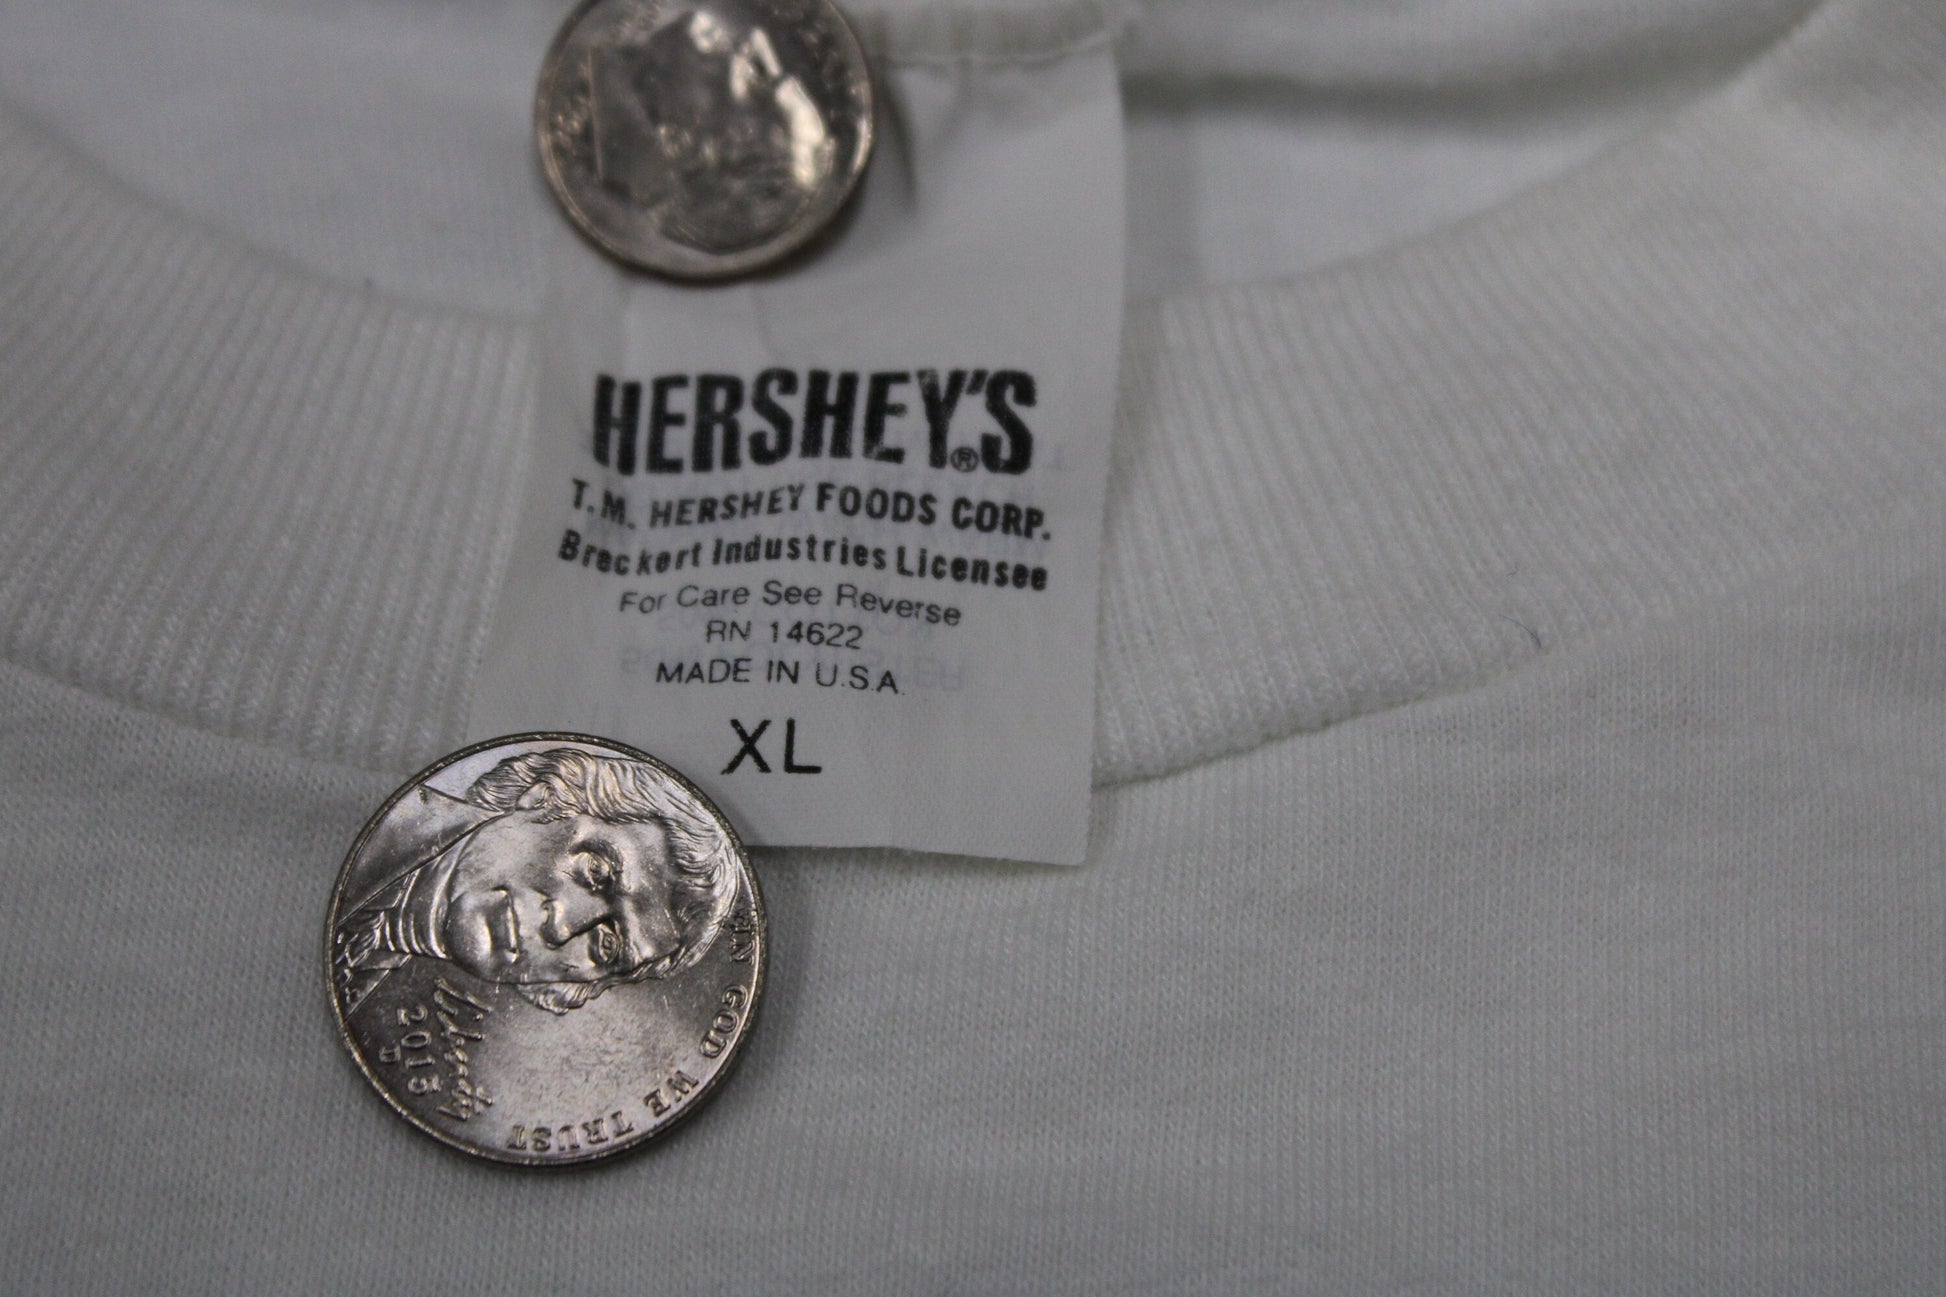 HERSHEY'S®
T.M. HERSHEY FOODS CORP.
Breckert Industries Licensee
For Care See Reverse
RN 14622
MADE IN U.S.A.
XL
IN GOD WE TRUST
Liberty
2015
D